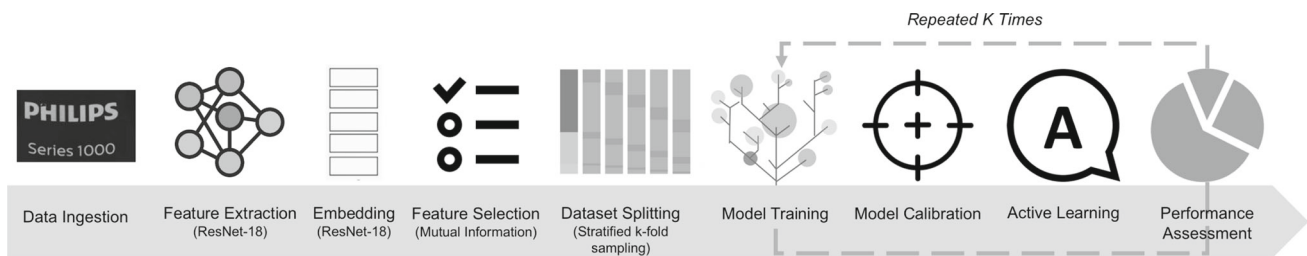 Repeated K Times
PHILIPS
Series 1000
A
Data Ingestion
Feature Extraction
(ResNet-18)
Embedding
(ResNet-18)
Feature Selection
(Mutual Information)
Dataset Splitting
(Stratified k-fold
sampling)
Model Training
Model Calibration
Active Learning
Performance
Assessment